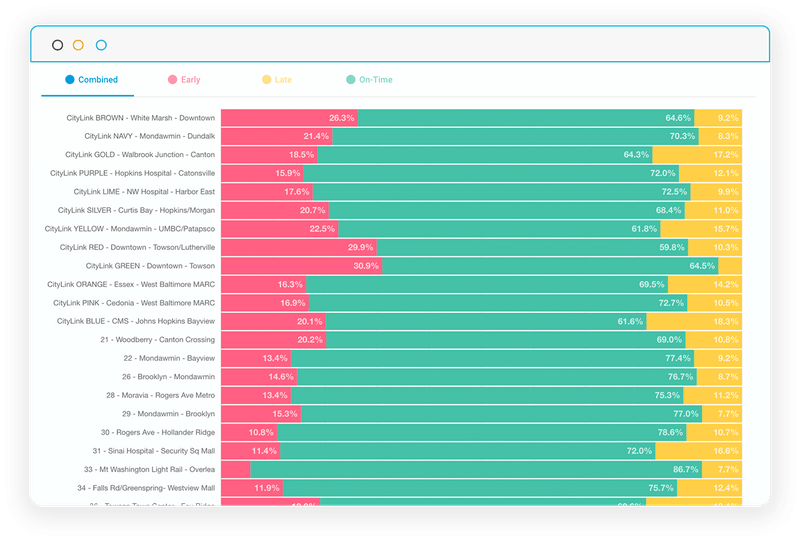 Combined Early Late On-Time
CityLink BROWN - White Marsh - Downtown 26.3% 64.6% 9.2%
CityLink NAVY - Mondawmin - Dundalk 21.4% 70.3% 8.3%
CityLink GOLD - Walbrook Junction - Canton 18.5% 64.3% 17.2%
CityLink PURPLE - Hopkins Hospital - Catonsville 15.9% 72.0% 12.1%
CityLink LIME - NW Hospital - Harbor East 17.6% 72.5% 9.9%
CityLink SILVER - Curtis Bay - Hopkins/Morgan 20.7% 68.4% 11.0%
CityLink YELLOW - Mondawmin - UMBC/Patapsco 22.5% 61.8% 15.7%
CityLink RED - Downtown - Towson/Lutherville 29.9% 59.8% 10.3%
CityLink GREEN - Downtown - Towson 30.9% 64.5%
CityLink ORANGE - Essex - West Baltimore MARC 16.3% 69.5% 14.2%
CityLink PINK - Cedonia - West Baltimore MARC 16.9% 72.7% 10.5%
CityLink BLUE - CMS - Johns Hopkins Bayview 20.1% 61.6% 18.3%
21 - Woodberry - Canton Crossing 20.2% 69.0% 10.8%
22 - Mondawmin - Bayview 13.4% 77.4% 9.2%
26 - Brooklyn - Mondawmin 14.6% 76.7% 8.7%
28 - Moravia - Rogers Ave Metro 13.4% 75.3% 11.2%
29 - Mondawmin - Brooklyn 15.3% 77.0% 7.7%
30 - Rogers Ave - Hollander Ridge 10.8% 78.6% 10.7%
31 - Sinai Hospital - Security Sq Mall 11.4% 72.0% 16.6%
33 - Mt Washington Light Rail - Overlea 86.7% 7.7%
34 - Falls Rd/Greenspring- Westview Mall 11.9% 75.7% 12.4%